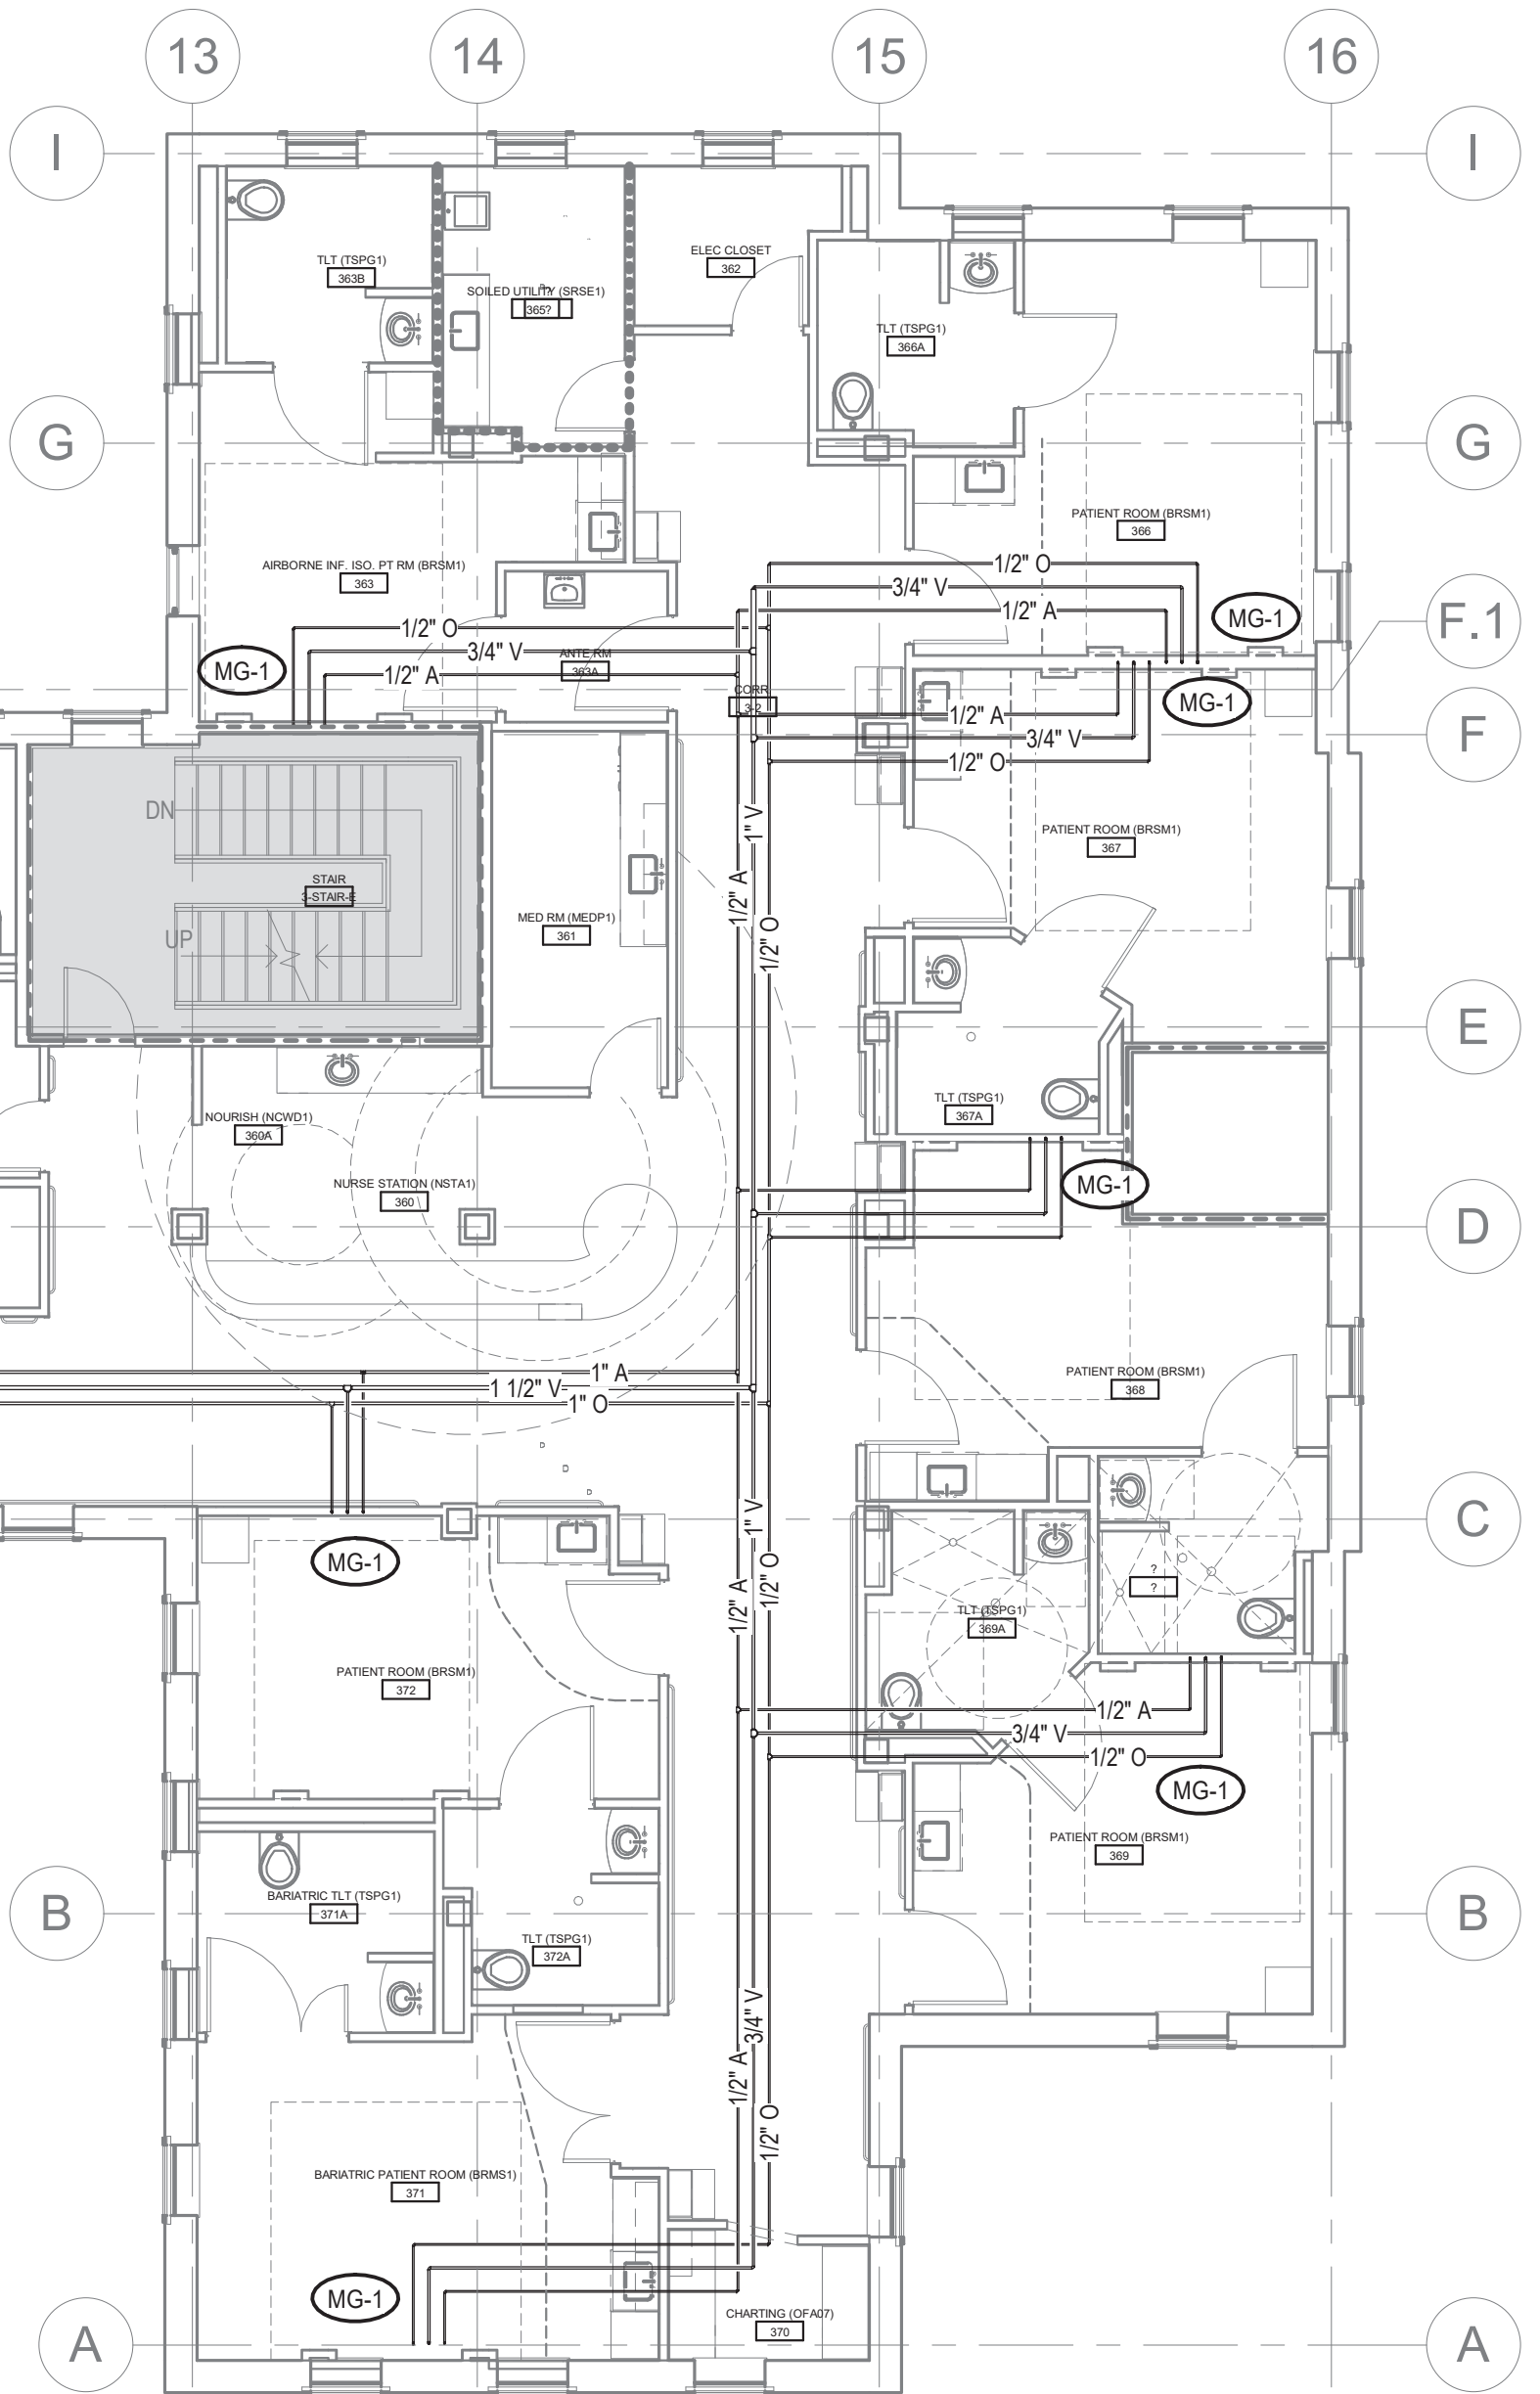 13
14
15
16
I
I
TLT (TSPG1)
363B
SOILED UTILITY (SRSE1)
365?
ELEC CLOSET
362
TLT (TSPG1)
366A
G
G
PATIENT ROOM (BRSM1)
366
AIRBORNE INF. ISO. PT RM (BRSM1)
363
1/2" O
3/4" V
1/2" A
MG-1
F.1
1/2" O
3/4" V
1/2" A
MG-1
ANTE RM
363A
MG-1
CORR
3-2
1/2" A
3/4" V
1/2" O
F
DN
1" V
PATIENT ROOM (BRSM1)
367
STAIR
3-STAIR-E
1/2" A
MED RM (MEDP1)
361
UP
1/2" O
E
NOURISH (NCWD1)
360A
TLT (TSPG1)
367A
NURSE STATION (NSTA1)
360
MG-1
D
1" A
1 1/2" V
1" O
PATIENT ROOM (BRSM1)
368
D
D
D
1" V
C
MG-1
1/2" O
1/2" A
?
?
TLT (TSPG1)
369A
PATIENT ROOM (BRSM1)
372
1/2" A
3/4" V
1/2" O
MG-1
PATIENT ROOM (BRSM1)
369
BARIATRIC TLT (TSPG1)
371A
B
B
TLT (TSPG1)
372A
3/4" V
1/2" A
1/2" O
BARIATRIC PATIENT ROOM (BRMS1)
371
MG-1
CHARTING (OFA07)
370
A
A